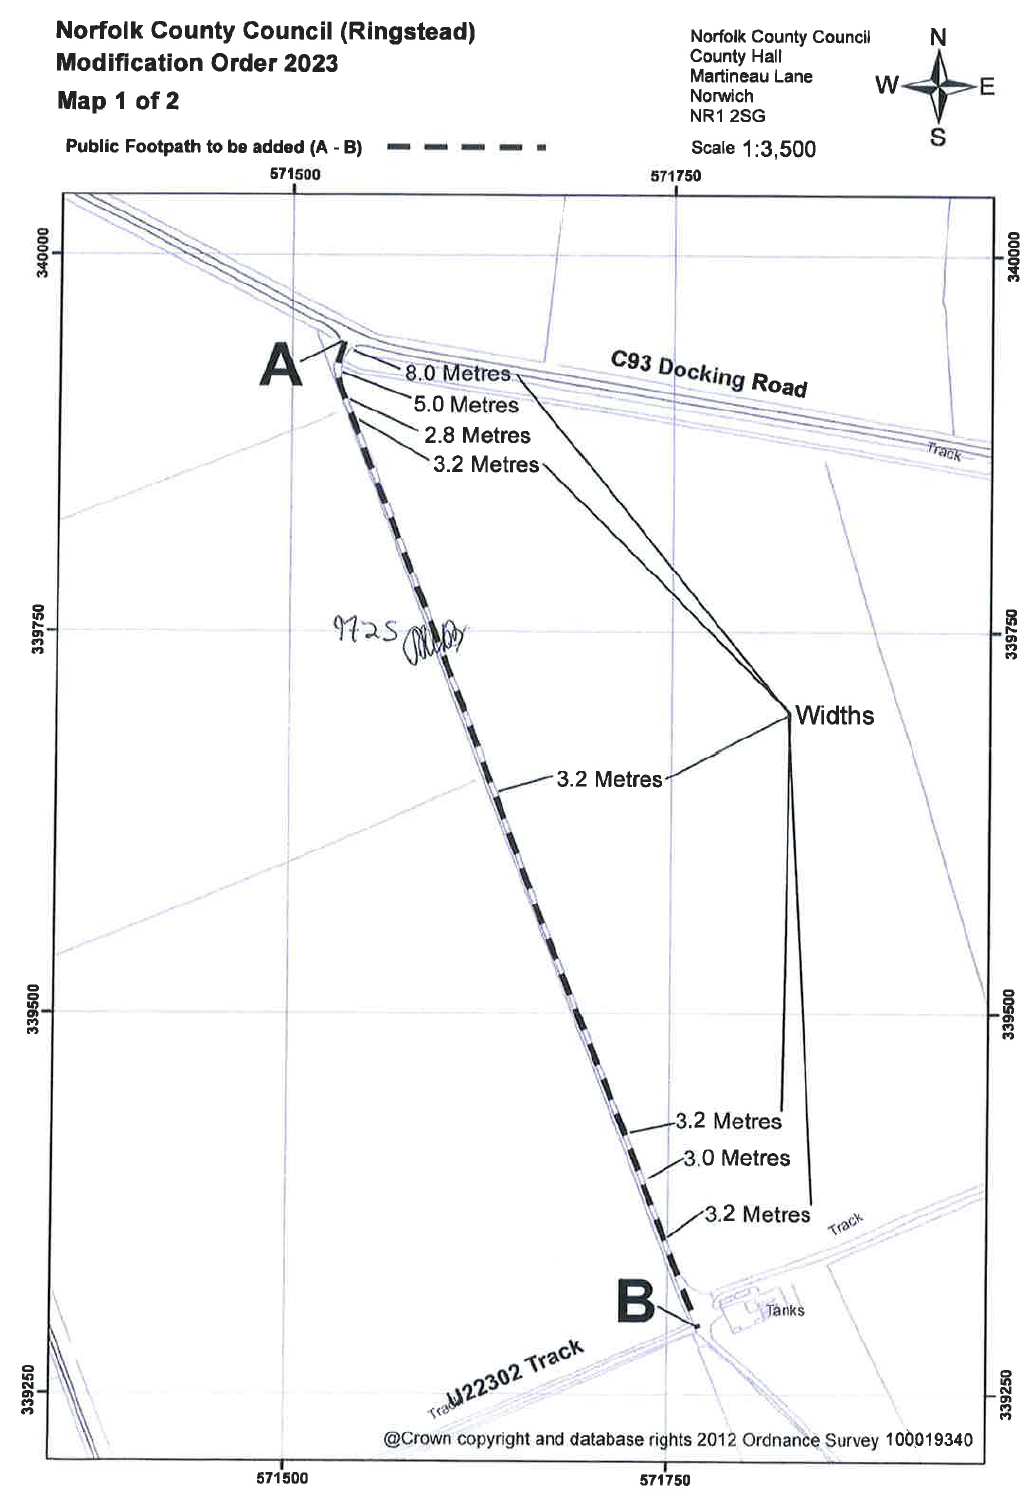 Norfolk County Council (Ringstead)
Modification Order 2023
Map 1 of 2
Public Footpath to be added (A - B)
Norfolk County Council
County Hall
Martineau Lane
Norwich
NR1 2SG
Scale 1:3,500
N
W
E
S
571500
571750
340000
340000
A
C93 Docking Road
8.0 Metres
5.0 Metres
2.8 Metres
3.2 Metres
Track
339750
339750
9725
Widths
3.2 Metres
339500
339500
3.2 Metres
3.0 Metres
3.2 Metres
Track
B
Tanks
U22302 Track
Track
339250
339250
@Crown copyright and database rights 2012 Ordnance Survey 100019340
571500
571750